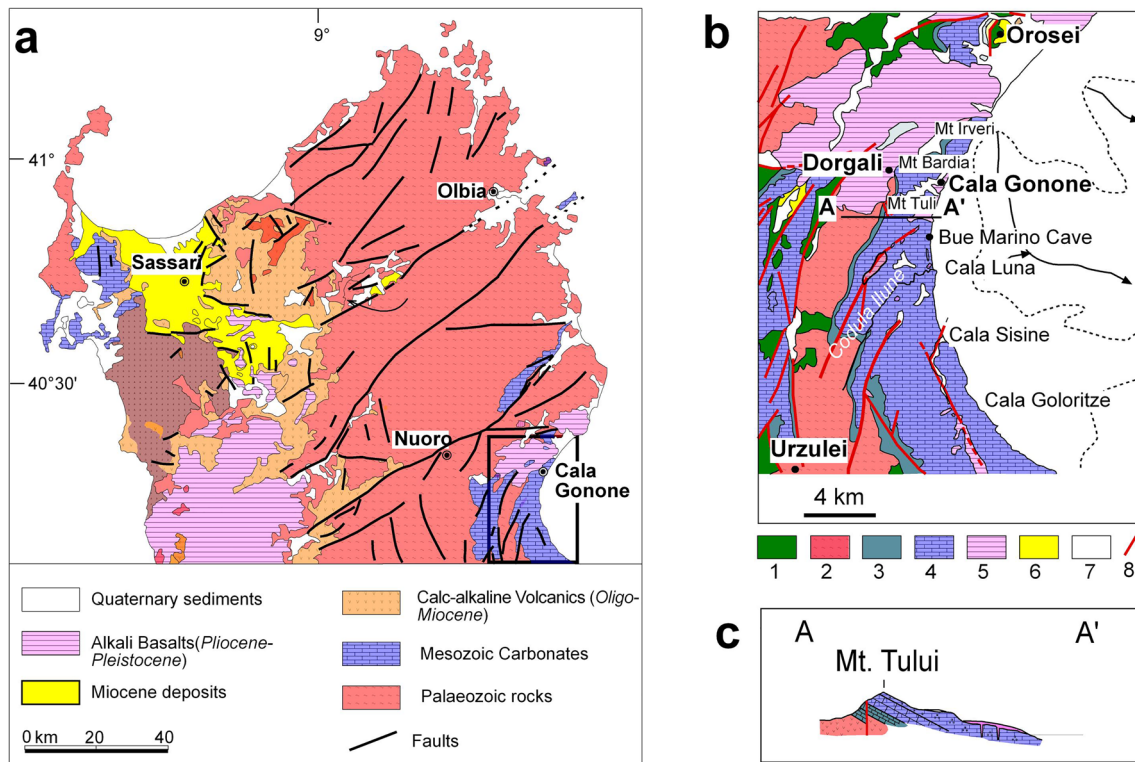 a
9°
41°
Olbia
Sassari
40°30'
Nuoro
Cala
Gonone
Quaternary sediments
Alkali Basalts(Pliocene-
Pleistocene)
Miocene deposits
0 km 20 40
Calc-alkaline Volcanics (Oligo-
Miocene)
Mesozoic Carbonates
Palaeozoic rocks
Faults
b
Orosei
Mt Irveri
Dorgali
Mt Bardia
Cala Gonone
A
Mt Tuli
A'
Bue Marino Cave
Cala Luna
Codula Ilune
Cala Sisine
Cala Goloritze
Urzulei
4 km
1 2 3 4 5 6 7 8
c
A
A'
Mt. Tului